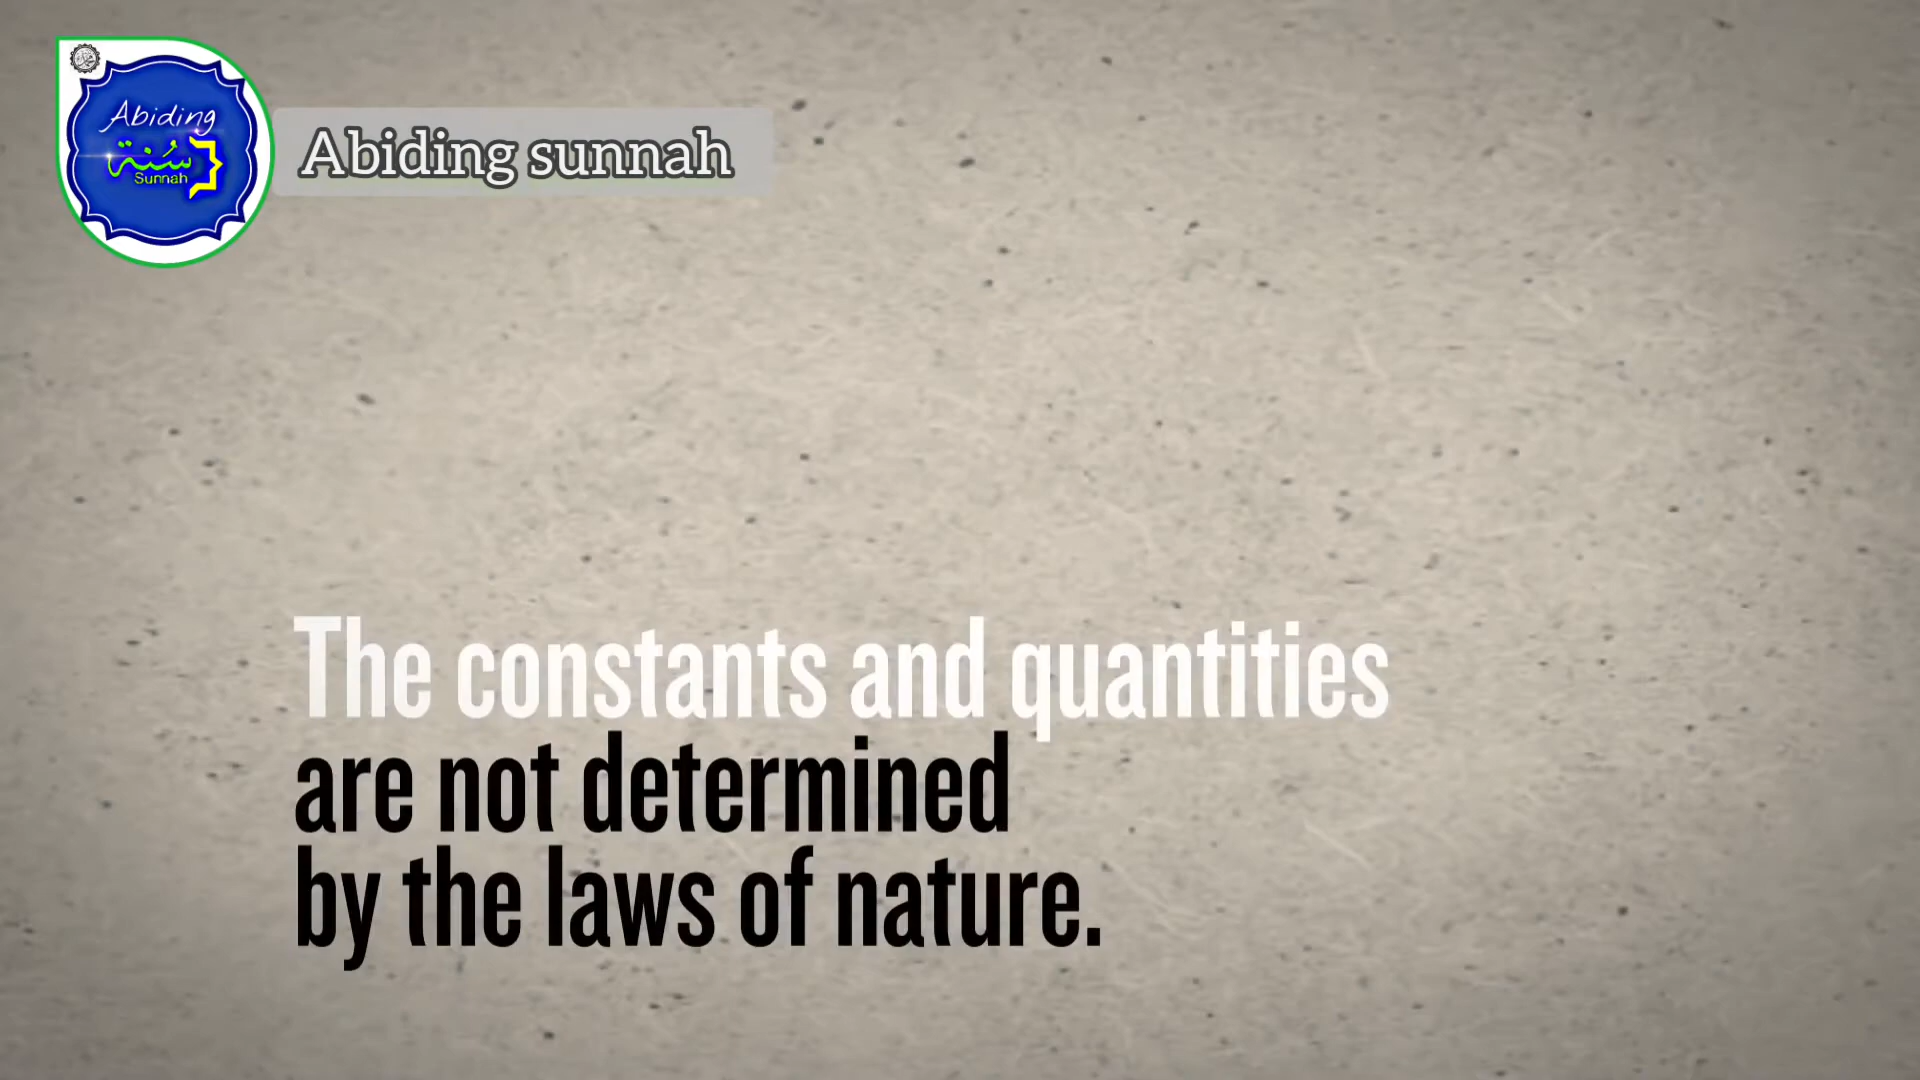 Abiding
سُنة
Sunnah
Abiding sunnah
The constants and quantities
are not determined
by the laws of nature.